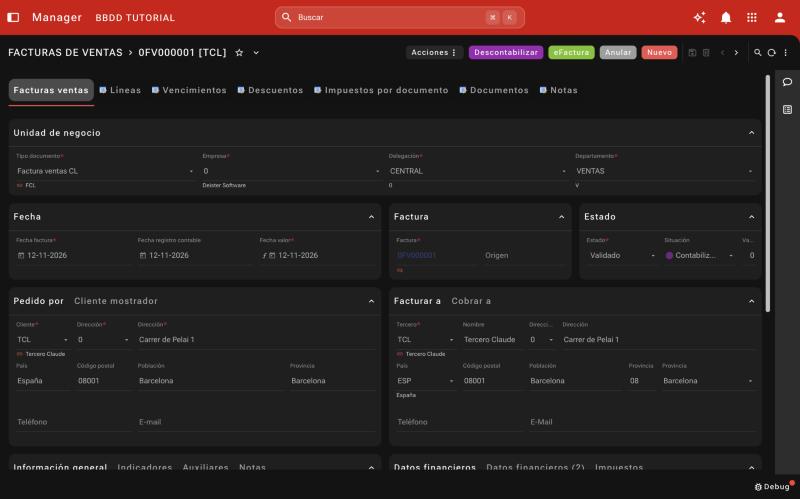 Manager BBDD TUTORIAL Buscar ⌘ K
FACTURAS DE VENTAS > 0FV000001 [TCL] Acciones Descontabilizar eFactura Anular Nuevo
Facturas ventas Líneas Vencimientos Descuentos Impuestos por documento Documentos Notas
Unidad de negocio
Tipo documento* Empresa* Delegación* Departamento*
Factura ventas CL 0 CENTRAL VENTAS
FCL Deister Software 0 V
Fecha Factura Estado
Fecha factura* Fecha registro contable Fecha valor* Factura* Estado* Situación Va...
12-11-2026 12-11-2026 12-11-2026 0FV000001 Origen Validado Contabiliz... 0
Pedido por Cliente mostrador Facturar a Cobrar a
Cliente* Dirección* Dirección* Tercero* Nombre Direcci... Dirección
TCL 0 Carrer de Pelai 1 TCL Tercero Claude 0 Carrer de Pelai 1
Tercero Claude Tercero Claude
País Código postal Población Provincia País Código postal Población Provincia Provincia
España 08001 Barcelona Barcelona ESP 08001 Barcelona 08 Barcelona
España
Teléfono E-mail Teléfono E-Mail
Información general Indicadores Auxiliares Notas Datos financieros Datos financieros (2) Impuestos
Debug